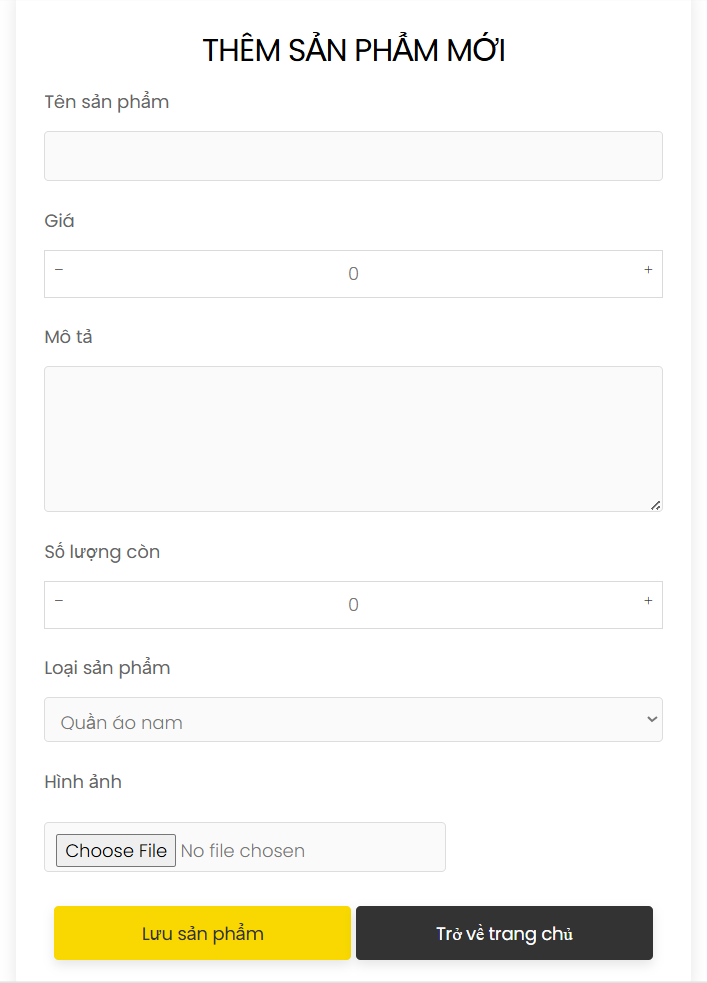 THÊM SẢN PHẨM MỚI
Tên sản phẩm
Giá
− 0 +
Mô tả
Số lượng còn
− 0 +
Loại sản phẩm
Quần áo nam
Hình ảnh
Choose File No file chosen
Lưu sản phẩm Trở về trang chủ